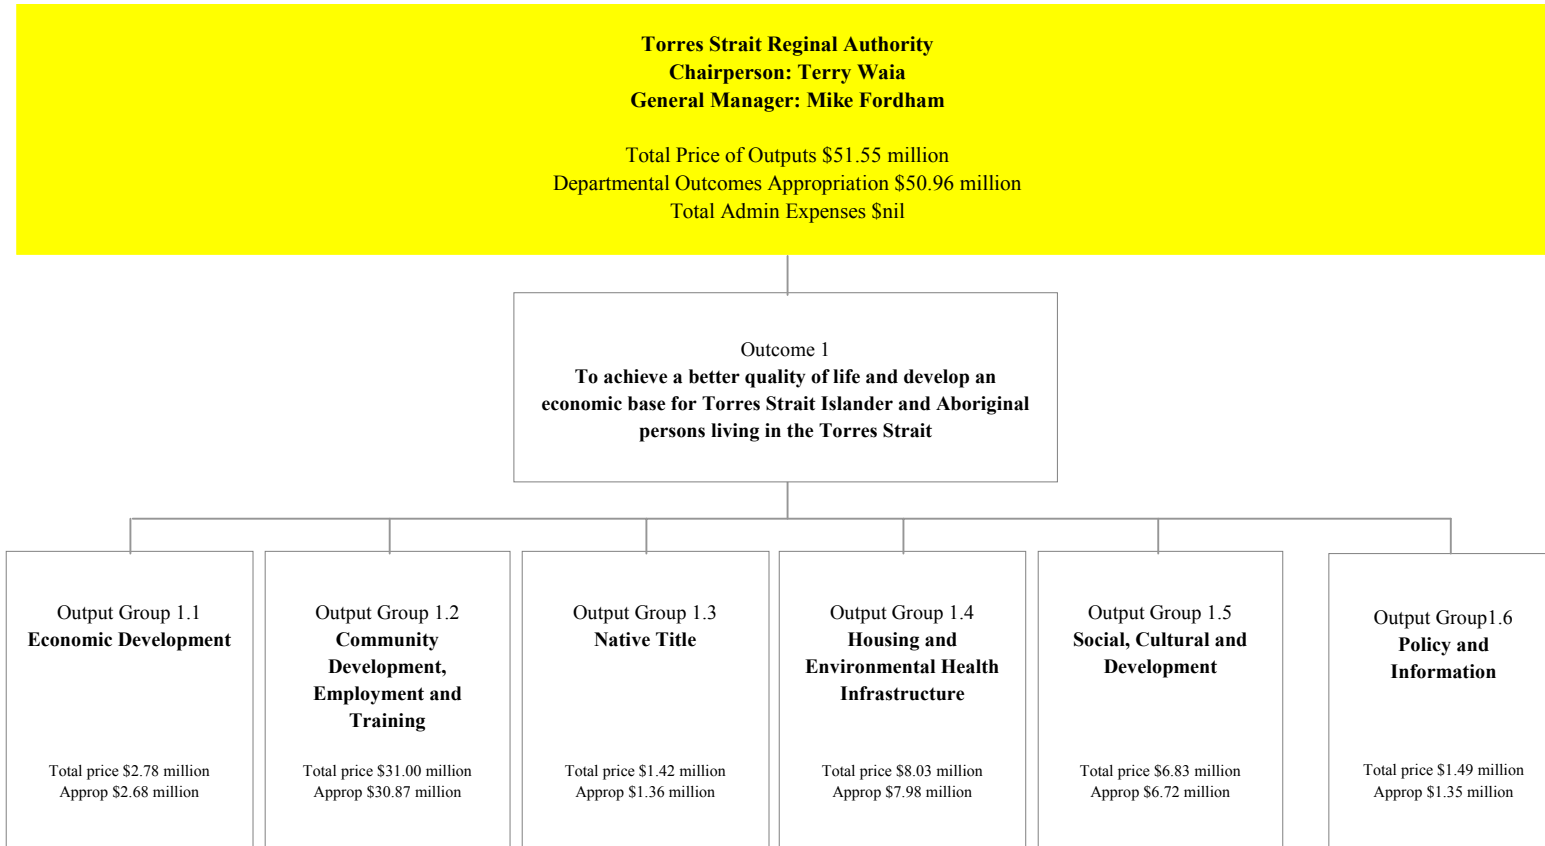 Torres Strait Reginal Authority
Chairperson: Terry Waia
General Manager: Mike Fordham
Total Price of Outputs $51.55 million
Departmental Outcomes Appropriation $50.96 million
Total Admin Expenses $nil
Outcome 1
To achieve a better quality of life and develop an
economic base for Torres Strait Islander and Aboriginal
persons living in the Torres Strait
Output Group 1.1
Economic Development
Total price $2.78 million
Approp $2.68 million
Output Group 1.2
Community
Development,
Employment and
Training
Total price $31.00 million
Approp $30.87 million
Output Group 1.3
Native Title
Total price $1.42 million
Approp $1.36 million
Output Group 1.4
Housing and
Environmental Health
Infrastructure
Total price $8.03 million
Approp $7.98 million
Output Group 1.5
Social, Cultural and
Development
Total price $6.83 million
Approp $6.72 million
Output Group1.6
Policy and
Information
Total price $1.49 million
Approp $1.35 million